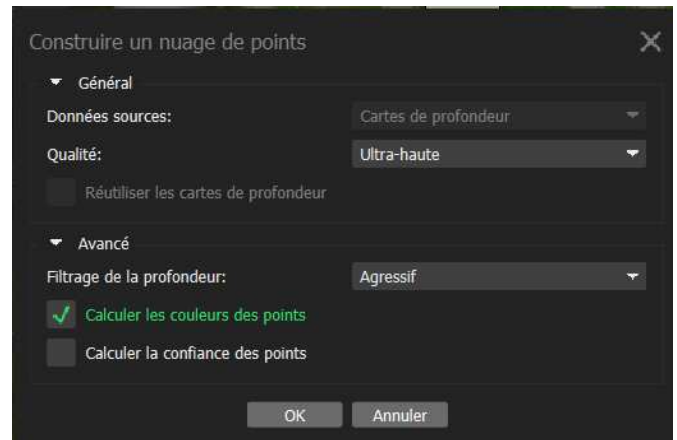 Construire un nuage de points
Général
Données sources: Cartes de profondeur
Qualité: Ultra-haute
Réutiliser les cartes de profondeur
Avancé
Filtrage de la profondeur: Agressif
Calculer les couleurs des points
Calculer la confiance des points
OK Annuler